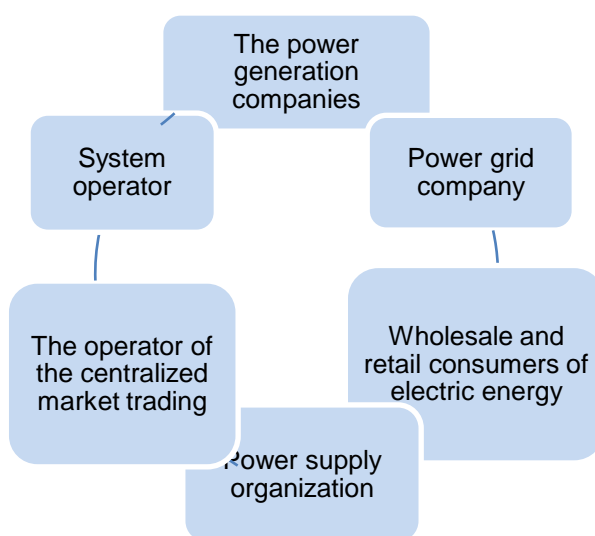 The power
generation
companies
Power grid
company
Wholesale and
retail consumers of
electric energy
Power supply
organization
The operator of
the centralized
market trading
System
operator